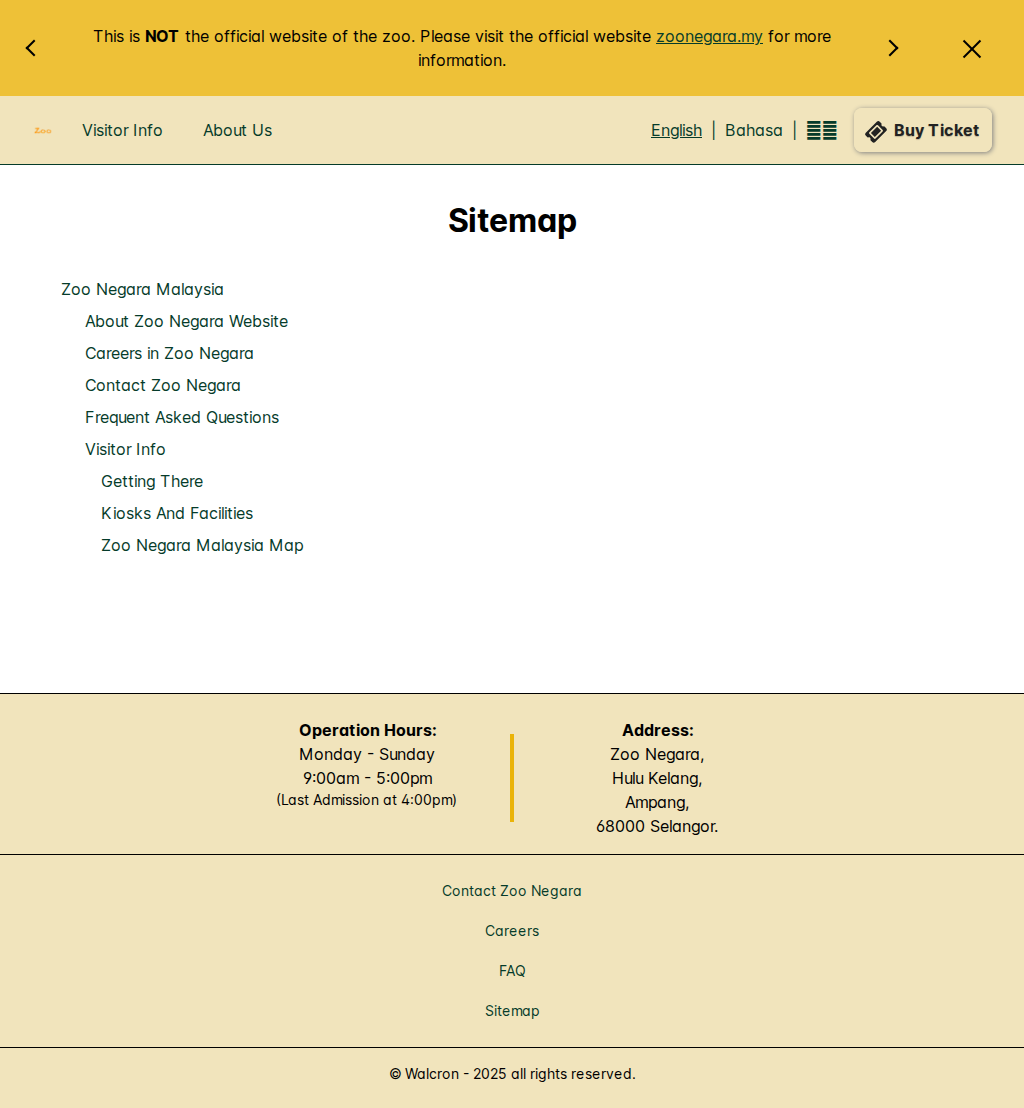 This is NOT the official website of the zoo. Please visit the official website zoonegara.my for more
information.
Zoo Visitor Info About Us English | Bahasa | Buy Ticket
Sitemap
Zoo Negara Malaysia
About Zoo Negara Website
Careers in Zoo Negara
Contact Zoo Negara
Frequent Asked Questions
Visitor Info
Getting There
Kiosks And Facilities
Zoo Negara Malaysia Map
Operation Hours:
Monday - Sunday
9:00am - 5:00pm
(Last Admission at 4:00pm)
Address:
Zoo Negara,
Hulu Kelang,
Ampang,
68000 Selangor.
Contact Zoo Negara
Careers
FAQ
Sitemap
© Walcron - 2025 all rights reserved.